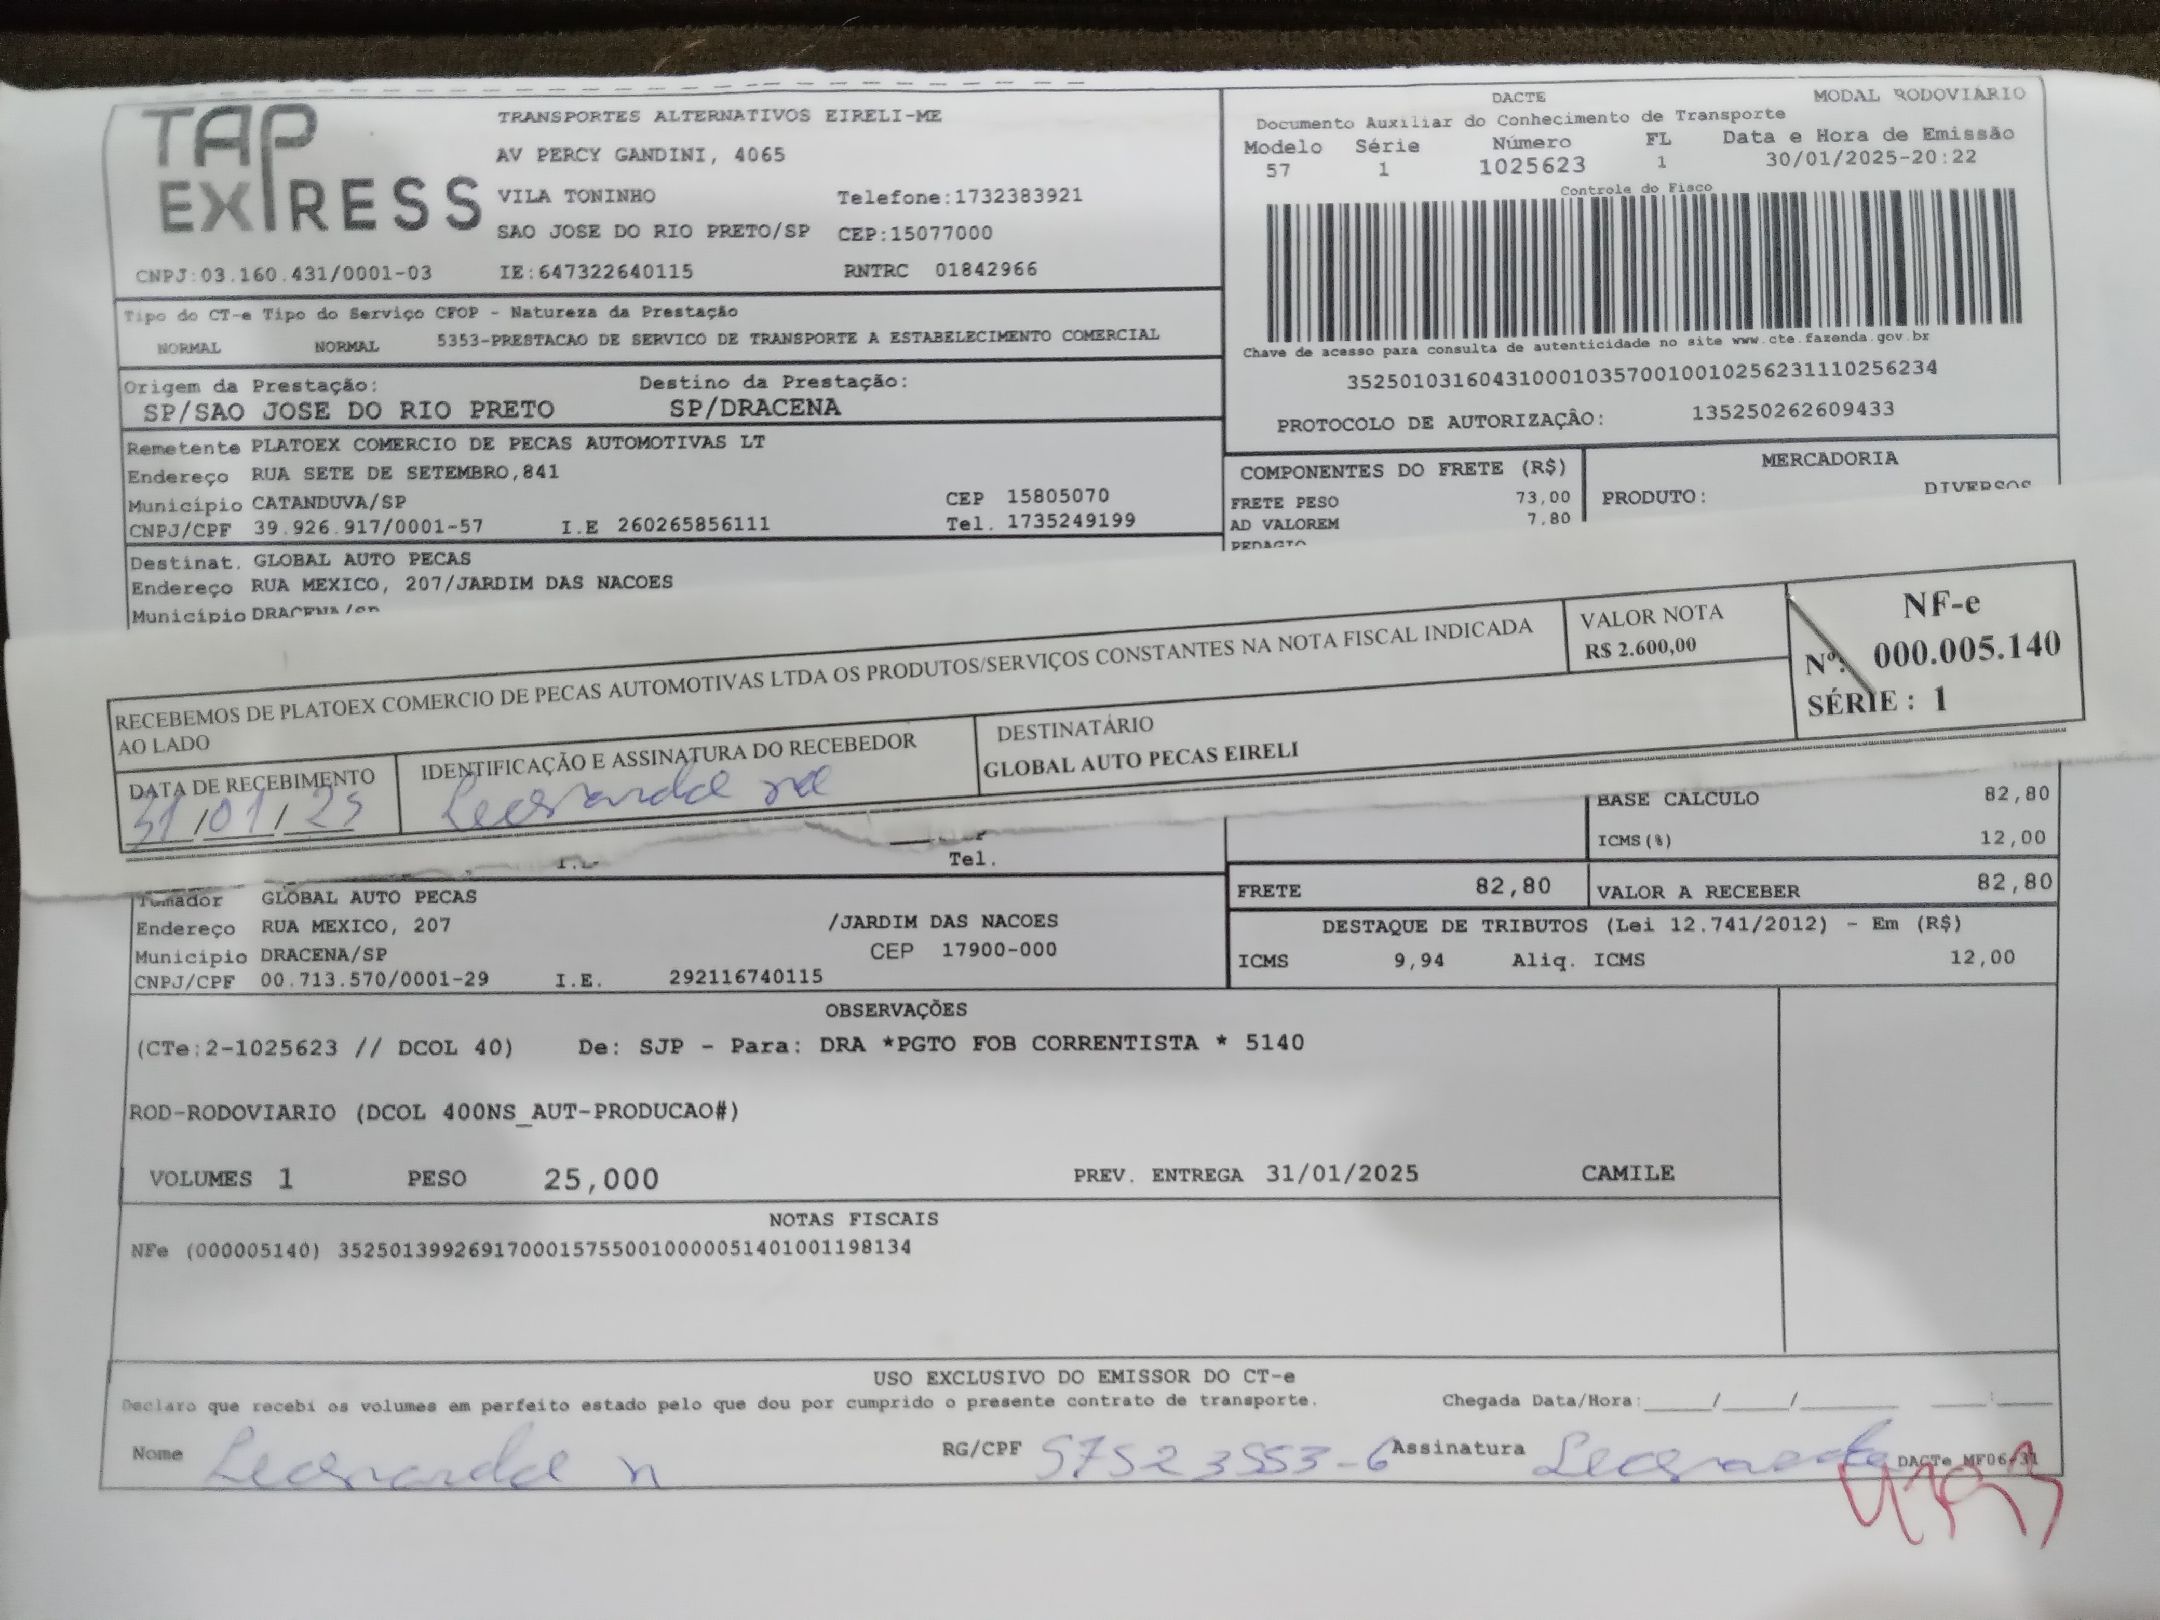 TAP EXPRESS
TRANSPORTES ALTERNATIVOS EIRELI-ME
AV PERCY GANDINI, 4065
VILA TONINHO Telefone:1732383921
SAO JOSE DO RIO PRETO/SP CEP:15077000
CNPJ:03.160.431/0001-03 IE:647322640115 RNTRC 01842966
DACTE MODAL RODOVIÁRIO
Documento Auxiliar do Conhecimento de Transporte
Modelo Série Número FL Data e Hora de Emissão
57 1 1025623 1 30/01/2025-20:22
Controle do Fisco
Chave de acesso para consulta de autenticidade no site www.cte.fazenda.gov.br
35250103160431000103570010010256231110256234
PROTOCOLO DE AUTORIZAÇÃO: 135250262609433
Tipo do CT-e Tipo do Serviço CFOP - Natureza da Prestação
NORMAL NORMAL 5353-PRESTACAO DE SERVICO DE TRANSPORTE A ESTABELECIMENTO COMERCIAL
Origem da Prestação: Destino da Prestação:
SP/SAO JOSE DO RIO PRETO SP/DRACENA
Remetente PLATOEX COMERCIO DE PECAS AUTOMOTIVAS LT
Endereço RUA SETE DE SETEMBRO,841
Município CATANDUVA/SP CEP 15805070
CNPJ/CPF 39.926.917/0001-57 I.E 260265856111 Tel. 1735249199
COMPONENTES DO FRETE (R$) MERCADORIA
FRETE PESO 73,00 PRODUTO: DIVERSOS
AD VALOREM 7,80
PEDAGIO
Destinat. GLOBAL AUTO PECAS
Endereço RUA MEXICO, 207/JARDIM DAS NACOES
Município DRACENA/SP
RECEBEMOS DE PLATOEX COMERCIO DE PECAS AUTOMOTIVAS LTDA OS PRODUTOS/SERVIÇOS CONSTANTES NA NOTA FISCAL INDICADA
AO LADO
VALOR NOTA
R$ 2.600,00
NF-e
Nº: 000.005.140
SÉRIE : 1
DATA DE RECEBIMENTO
31/01/25
IDENTIFICAÇÃO E ASSINATURA DO RECEBEDOR
DESTINATÁRIO
GLOBAL AUTO PECAS EIRELI
BASE CALCULO 82,80
ICMS(%) 12,00
Tel.
FRETE 82,80 VALOR A RECEBER 82,80
Tomador GLOBAL AUTO PECAS
Endereço RUA MEXICO, 207 /JARDIM DAS NACOES
Municipio DRACENA/SP CEP 17900-000
CNPJ/CPF 00.713.570/0001-29 I.E. 292116740115
DESTAQUE DE TRIBUTOS (Lei 12.741/2012) - Em (R$)
ICMS 9,94 Aliq. ICMS 12,00
OBSERVAÇÕES
(CTe:2-1025623 // DCOL 40) De: SJP - Para: DRA *PGTO FOB CORRENTISTA * 5140
ROD-RODOVIARIO (DCOL 400NS_AUT-PRODUCAO#)
VOLUMES 1 PESO 25,000 PREV. ENTREGA 31/01/2025 CAMILE
NOTAS FISCAIS
NFe (000005140) 35250139926917000157550010000051401001198134
USO EXCLUSIVO DO EMISSOR DO CT-e
Declaro que recebi os volumes em perfeito estado pelo que dou por cumprido o presente contrato de transporte. Chegada Data/Hora:
Nome RG/CPF 57523553-6 Assinatura DACTe MF06/31